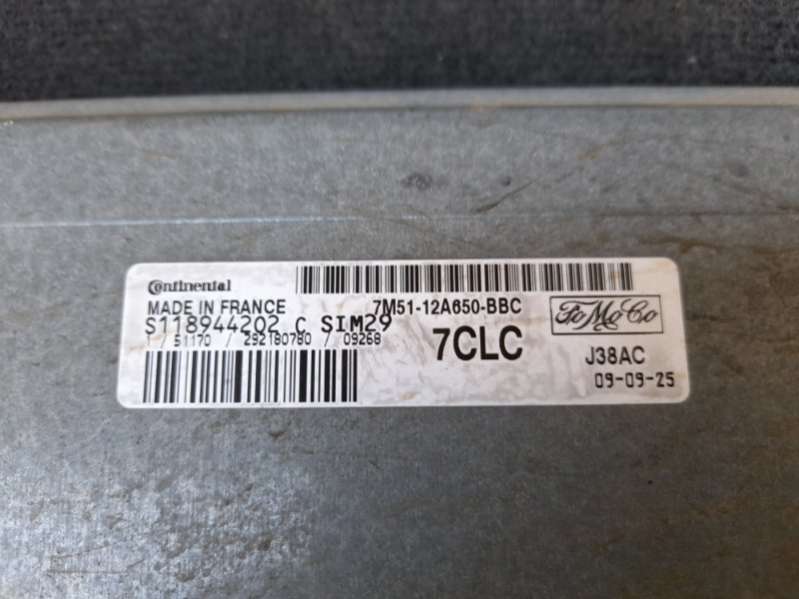 Continental
MADE IN FRANCE
7M51-12A650-BBC
FoMoCo
S118944202 C SIM29
1 / 51170 / 292180780 / 09268
7CLC
J38AC
09-09-25